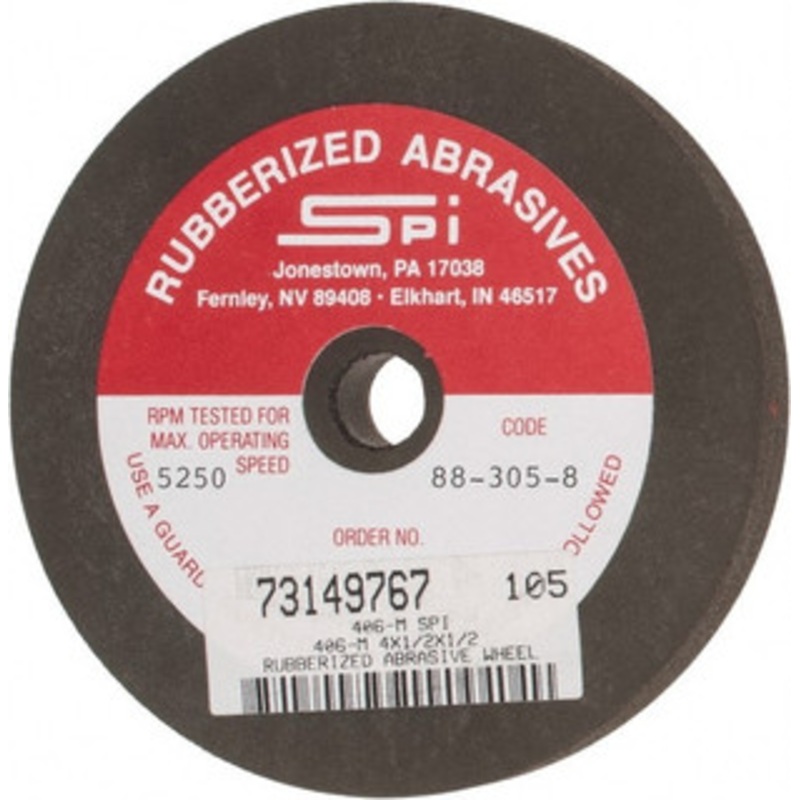 RUBBERIZED ABRASIVES
SPi
Jonestown, PA 17038
Fernley, NV 89408 · Elkhart, IN 46517
RPM TESTED FOR
MAX. OPERATING
SPEED
5250
CODE
88-305-8
USE A GUARD
ORDER NO.
73149767 105
406-M SPI
406-M 4X1/2X1/2
RUBBERIZED ABRASIVE WHEEL